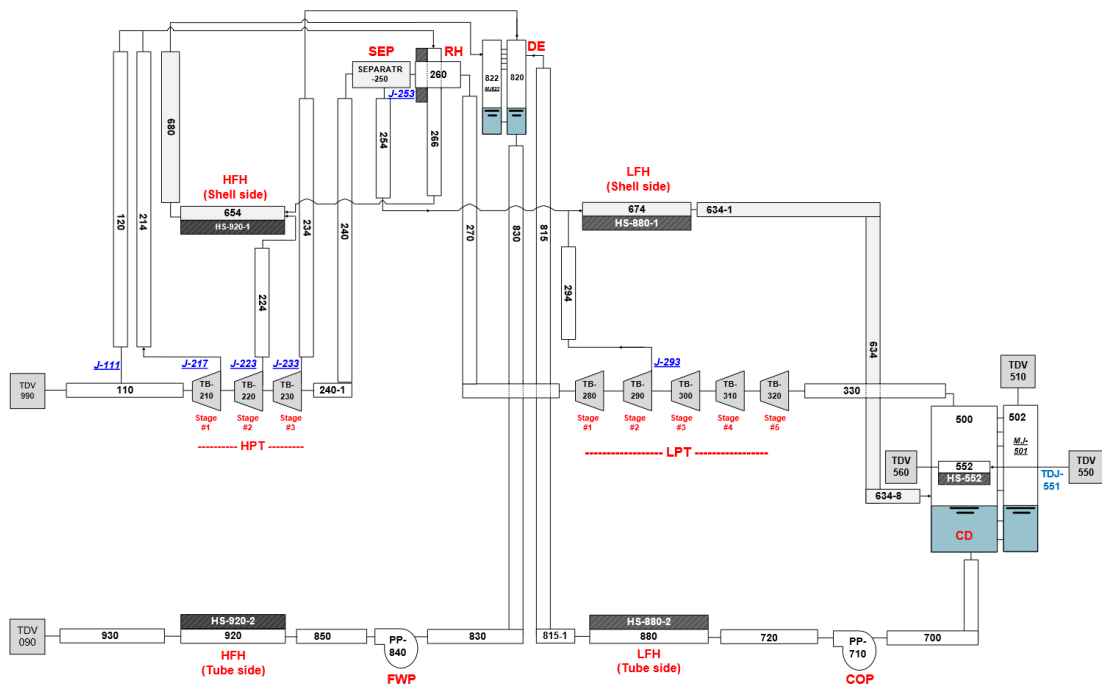 SEP
RH
DE
SEPARATR
-250
260
822
MJ823
820
J-253
680
254
266
HFH
(Shell side)
LFH
(Shell side)
654
HS-920-1
674
HS-880-1
634-1
120
214
234
240
270
830
815
224
294
634
J-111
J-217
J-223
J-233
J-293
TDV
990
110
TB-
210
TB-
220
TB-
230
240-1
TB-
280
TB-
290
TB-
300
TB-
310
TB-
320
330
TDV
510
Stage
#1
Stage
#2
Stage
#3
Stage
#1
Stage
#2
Stage
#3
Stage
#4
Stage
#5
---------- HPT ----------
------------------ LPT ------------------
500
502
MJ-
501
TDV
560
552
HS-552
TDJ-
551
TDV
550
634-8
CD
TDV
090
930
HS-920-2
920
850
PP-
840
830
815-1
HS-880-2
880
720
PP-
710
700
HFH
(Tube side)
FWP
LFH
(Tube side)
COP